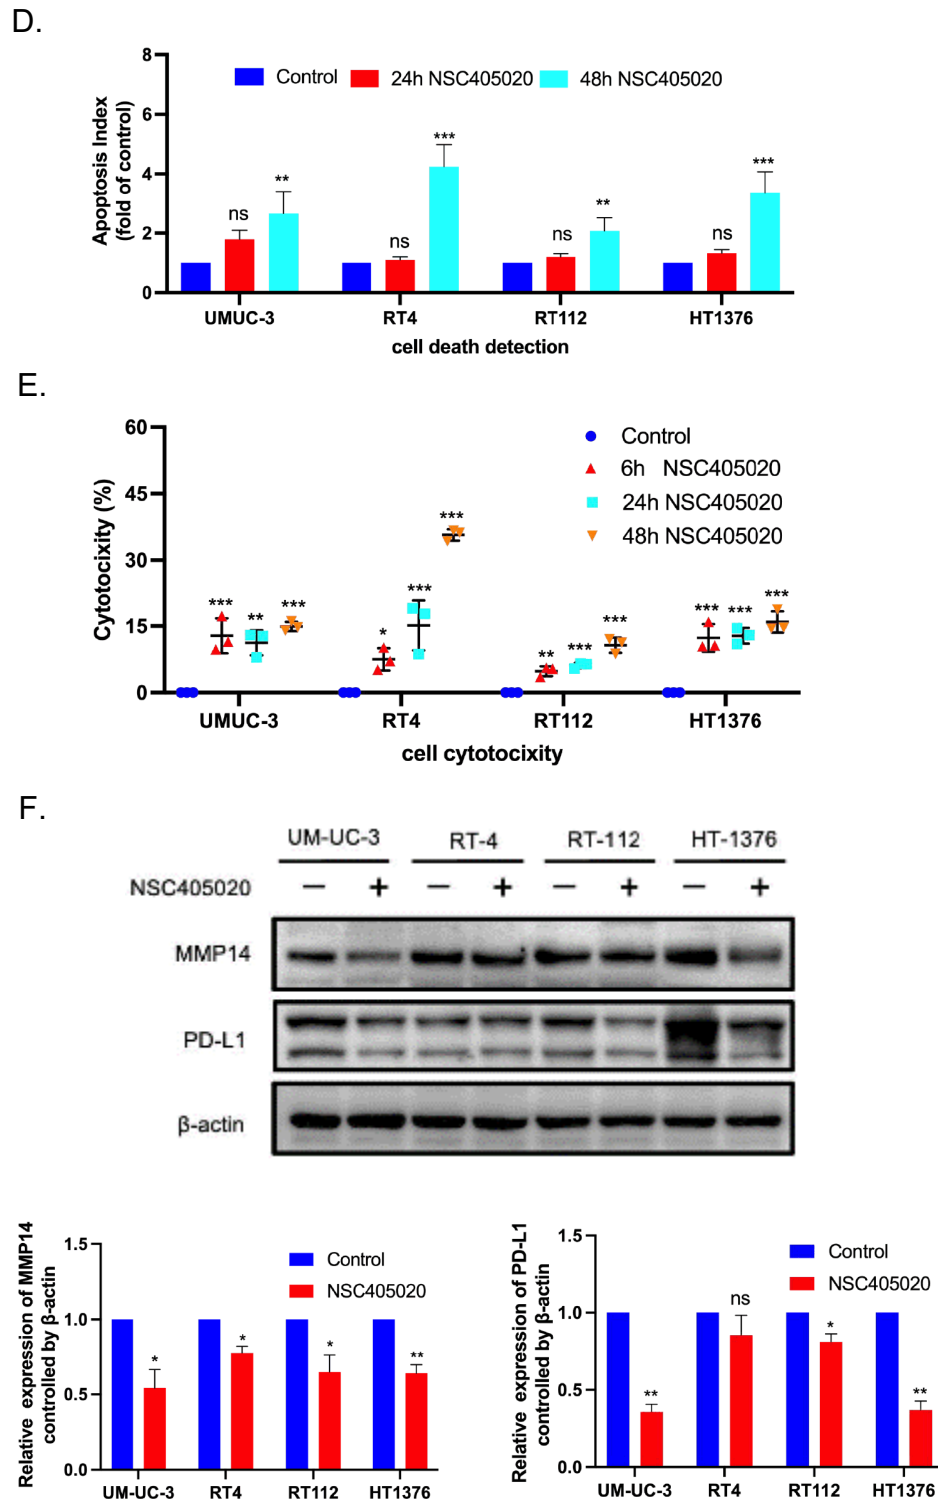 D.
8
6
4
2
0
Apoptosis Index
(fold of control)
Control 24h NSC405020 48h NSC405020
ns ** ns *** ns ** ns ***
UMUC-3 RT4 RT112 HT1376
cell death detection
E.
60
45
30
15
0
Cytotocixity (%)
Control
6h NSC405020
24h NSC405020
48h NSC405020
*** ** *** * *** *** ** *** *** *** *** ***
UMUC-3 RT4 RT112 HT1376
cell cytotocixity
F.
UM-UC-3 RT-4 RT-112 HT-1376
NSC405020 — + — + — + — +
MMP14
PD-L1
β-actin
Relative expression of MMP14
controlled by β-actin
1.5
1.0
0.5
0.0
Control
NSC405020
* * * **
UM-UC-3 RT4 RT112 HT1376
Relative expression of PD-L1
controlled by β-actin
1.5
1.0
0.5
0.0
Control
NSC405020
** ns * **
UM-UC-3 RT4 RT112 HT1376